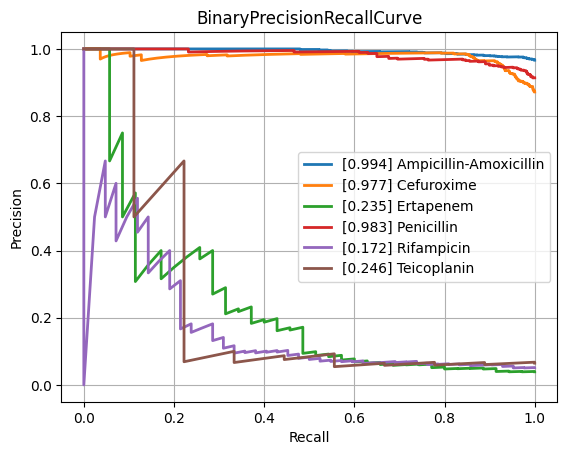 BinaryPrecisionRecallCurve
Precision
1.0
0.8
0.6
0.4
0.2
0.0
[0.994] Ampicillin-Amoxicillin
[0.977] Cefuroxime
[0.235] Ertapenem
[0.983] Penicillin
[0.172] Rifampicin
[0.246] Teicoplanin
0.0 0.2 0.4 0.6 0.8 1.0
Recall